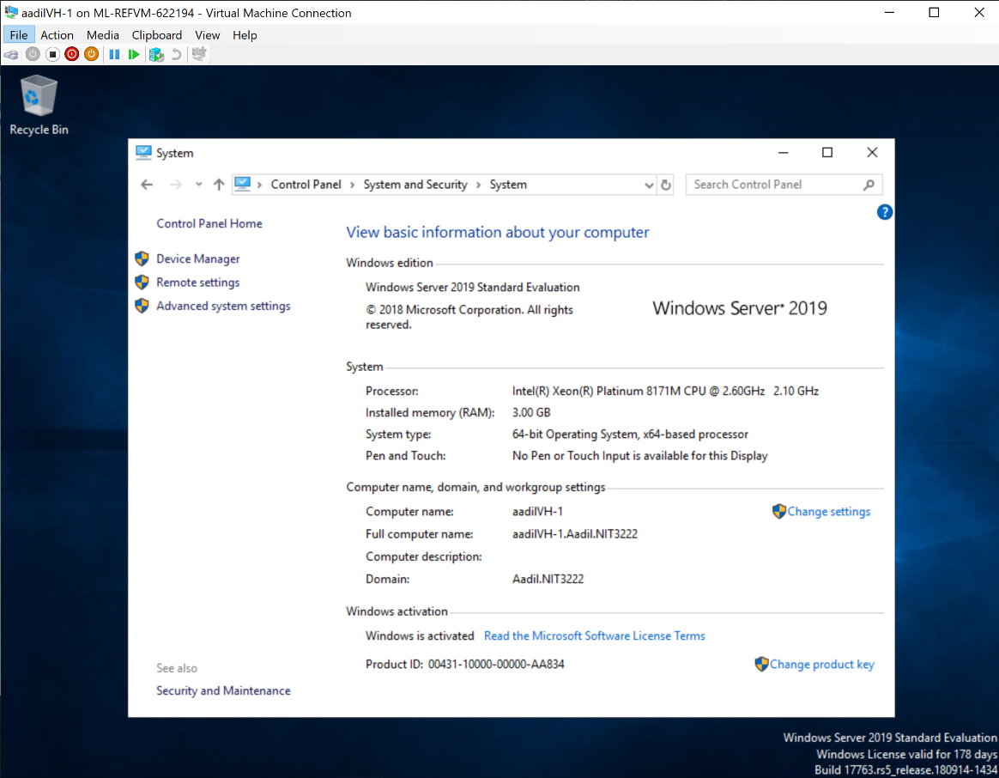 aadilVH-1 on ML-REFVM-622194 - Virtual Machine Connection
File Action Media Clipboard View Help
Recycle Bin
System
Control Panel > System and Security > System
Search Control Panel
?
Control Panel Home
Device Manager
Remote settings
Advanced system settings
View basic information about your computer
Windows edition
Windows Server 2019 Standard Evaluation
© 2018 Microsoft Corporation. All rights
reserved.
Windows Server® 2019
System
Processor: Intel(R) Xeon(R) Platinum 8171M CPU @ 2.60GHz 2.10 GHz
Installed memory (RAM): 3.00 GB
System type: 64-bit Operating System, x64-based processor
Pen and Touch: No Pen or Touch Input is available for this Display
Computer name, domain, and workgroup settings
Computer name: aadilVH-1 Change settings
Full computer name: aadilVH-1.Aadil.NIT3222
Computer description:
Domain: Aadil.NIT3222
Windows activation
Windows is activated Read the Microsoft Software License Terms
Product ID: 00431-10000-00000-AA834 Change product key
See also
Security and Maintenance
Windows Server 2019 Standard Evaluation
Windows License valid for 178 days
Build 17763.rs5_release.180914-1434